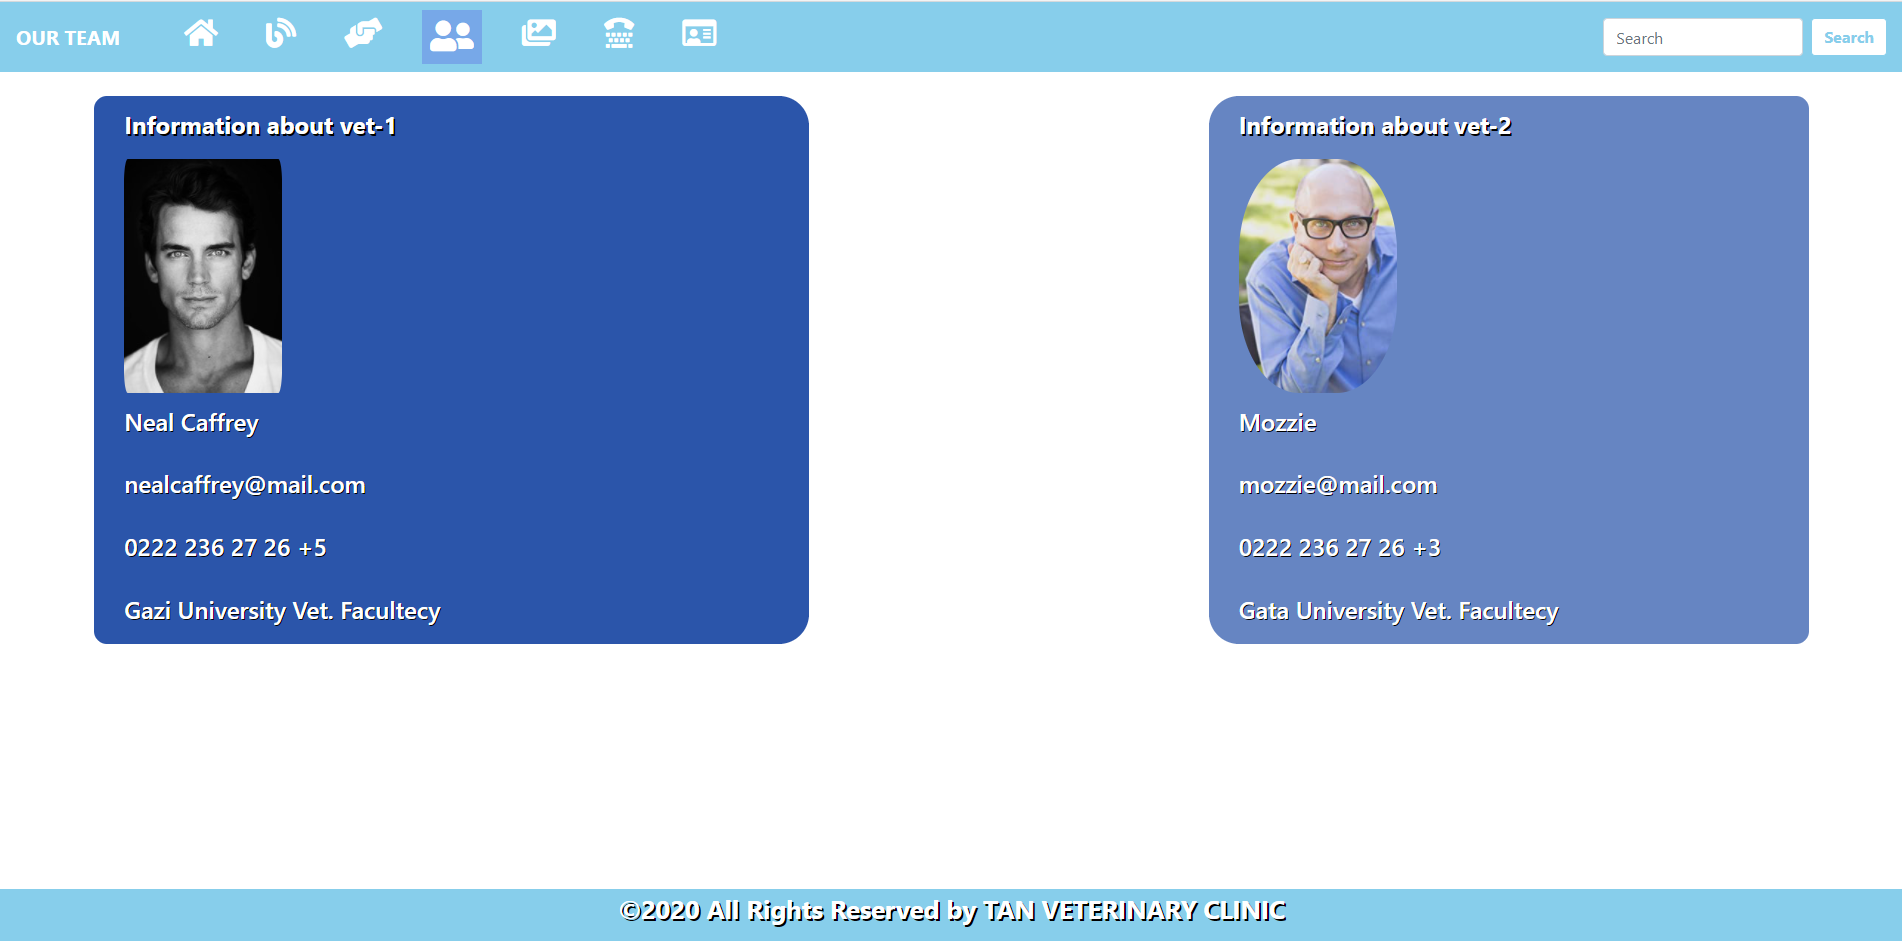 OUR TEAM
Search
Search
Information about vet-1
Neal Caffrey
nealcaffrey@mail.com
0222 236 27 26 +5
Gazi University Vet. Facultecy
Information about vet-2
Mozzie
mozzie@mail.com
0222 236 27 26 +3
Gata University Vet. Facultecy
©2020 All Rights Reserved by TAN VETERINARY CLINIC